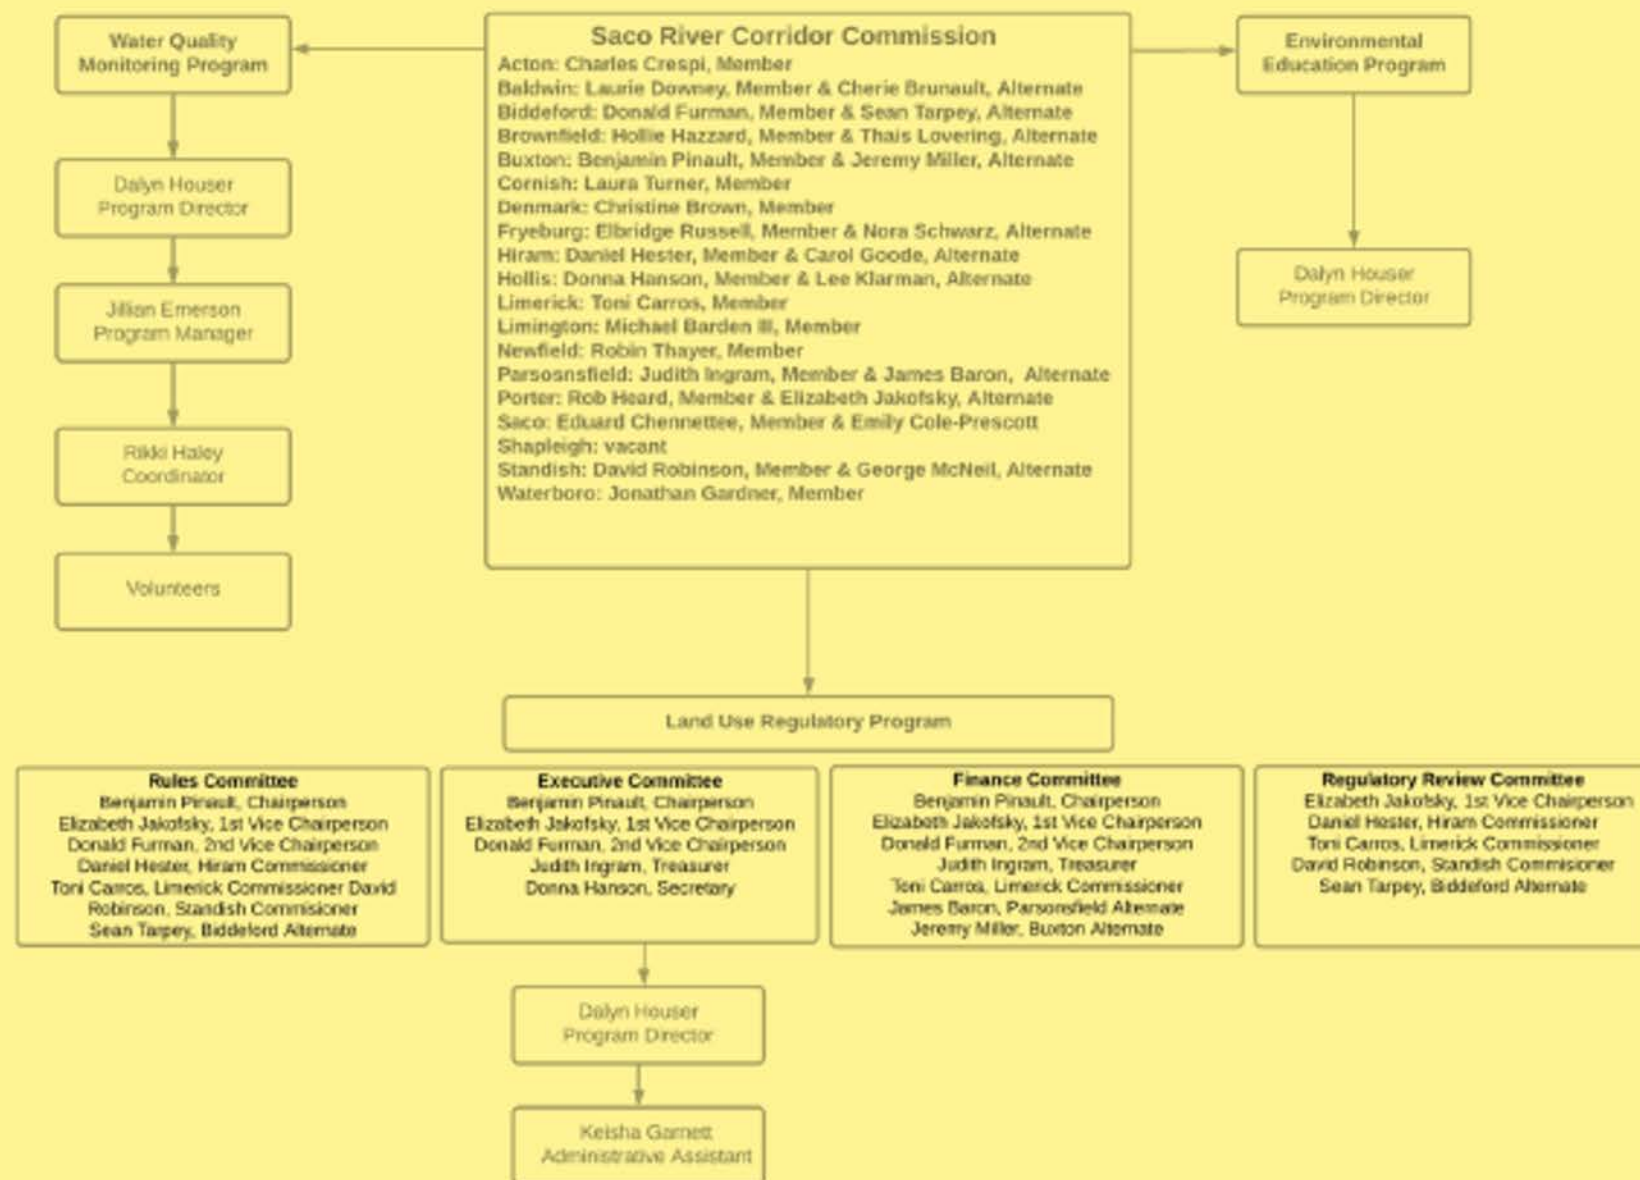 Water Quality
Monitoring Program
Dalyn Houser
Program Director
Jillian Emerson
Program Manager
Rikki Haley
Coordinator
Volunteers
Saco River Corridor Commission
Acton: Charles Crespi, Member
Baldwin: Laurie Downey, Member & Cherie Brunault, Alternate
Biddeford: Donald Furman, Member & Sean Tarpey, Alternate
Brownfield: Hollie Hazzard, Member & Thais Lovering, Alternate
Buxton: Benjamin Pinault, Member & Jeremy Miller, Alternate
Cornish: Laura Turner, Member
Denmark: Christine Brown, Member
Fryeburg: Elbridge Russell, Member & Nora Schwarz, Alternate
Hiram: Daniel Hester, Member & Carol Goode, Alternate
Hollis: Donna Hanson, Member & Lee Klarman, Alternate
Limerick: Toni Carros, Member
Limington: Michael Barden III, Member
Newfield: Robin Thayer, Member
Parsosnsfield: Judith Ingram, Member & James Baron, Alternate
Porter: Rob Heard, Member & Elizabeth Jakofsky, Alternate
Saco: Eduard Chennettee, Member & Emily Cole-Prescott
Shapleigh: vacant
Standish: David Robinson, Member & George McNeil, Alternate
Waterboro: Jonathan Gardner, Member
Environmental
Education Program
Dalyn Houser
Program Director
Land Use Regulatory Program
Rules Committee
Benjamin Pinault, Chairperson
Elizabeth Jakofsky, 1st Vice Chairperson
Donald Furman, 2nd Vice Chairperson
Daniel Hester, Hiram Commissioner
Toni Carros, Limerick Commissioner David
Robinson, Standish Commisioner
Sean Tarpey, Biddeford Alternate
Executive Committee
Benjamin Pinault, Chairperson
Elizabeth Jakofsky, 1st Vice Chairperson
Donald Furman, 2nd Vice Chairperson
Judith Ingram, Treasurer
Donna Hanson, Secretary
Finance Committee
Benjamin Pinault, Chairperson
Elizabeth Jakofsky, 1st Vice Chairperson
Donald Furman, 2nd Vice Chairperson
Judith Ingram, Treasurer
Toni Carros, Limerick Commissioner
James Baron, Parsonsfield Alternate
Jeremy Miller, Buxton Alternate
Regulatory Review Committee
Elizabeth Jakofsky, 1st Vice Chairperson
Daniel Hester, Hiram Commissioner
Toni Carros, Limerick Commissioner
David Robinson, Standish Commisioner
Sean Tarpey, Biddeford Alternate
Dalyn Houser
Program Director
Keisha Garnett
Administrative Assistant